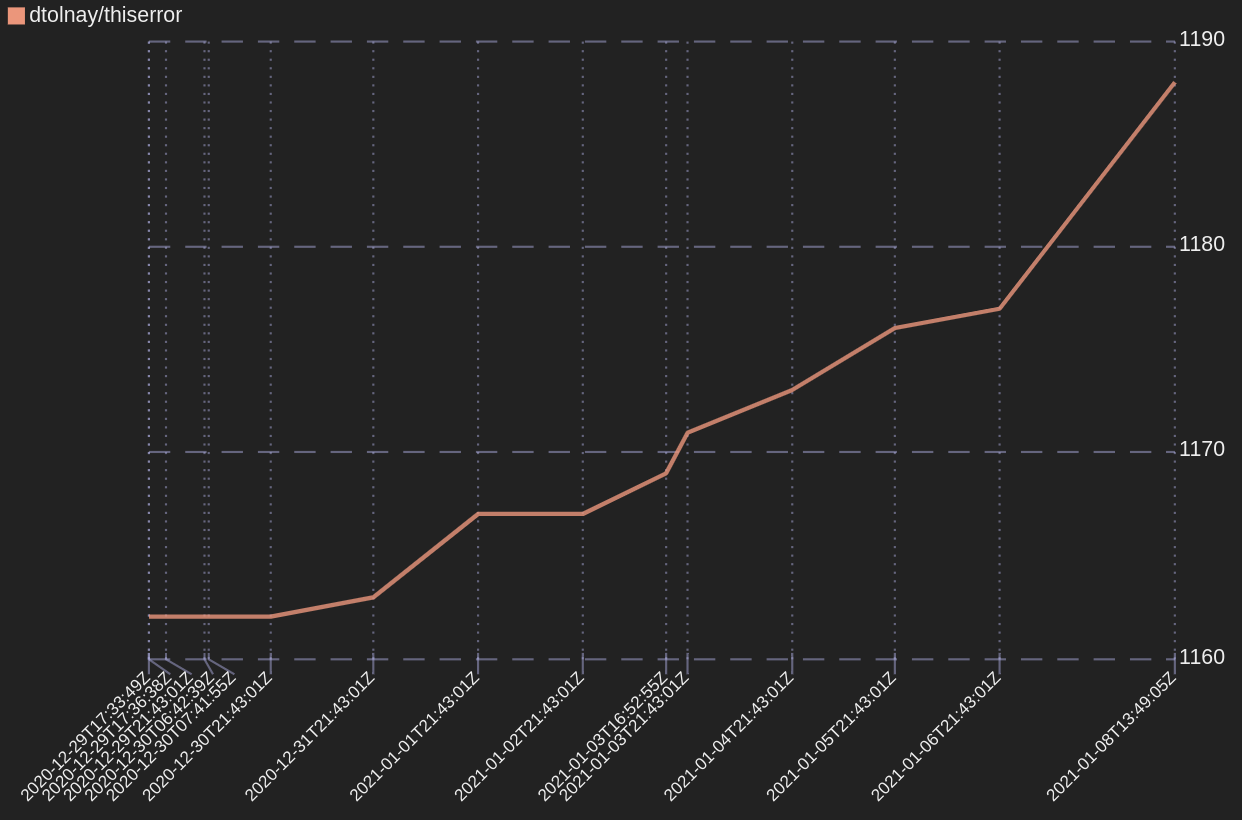 dtolnay/thiserror
1190
1180
1170
1160
2020-12-29T17:33:49Z
2020-12-29T17:36:38Z
2020-12-29T21:43:01Z
2020-12-30T06:42:39Z
2020-12-30T07:41:55Z
2020-12-30T21:43:01Z
2020-12-31T21:43:01Z
2021-01-01T21:43:01Z
2021-01-02T21:43:01Z
2021-01-03T16:52:55Z
2021-01-03T21:43:01Z
2021-01-04T21:43:01Z
2021-01-05T21:43:01Z
2021-01-06T21:43:01Z
2021-01-08T13:49:05Z